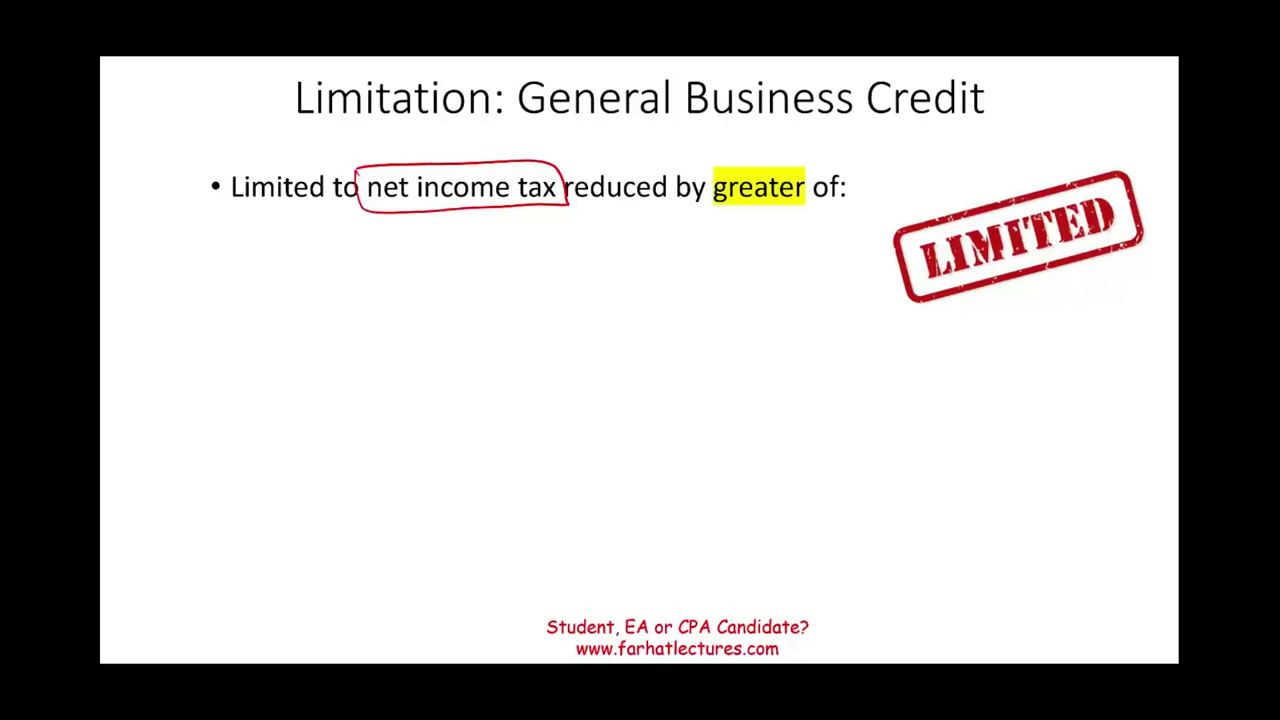 Limitation: General Business Credit
• Limited to net income tax reduced by greater of:
LIMITED
Student, EA or CPA Candidate?
www.farhatlectures.com